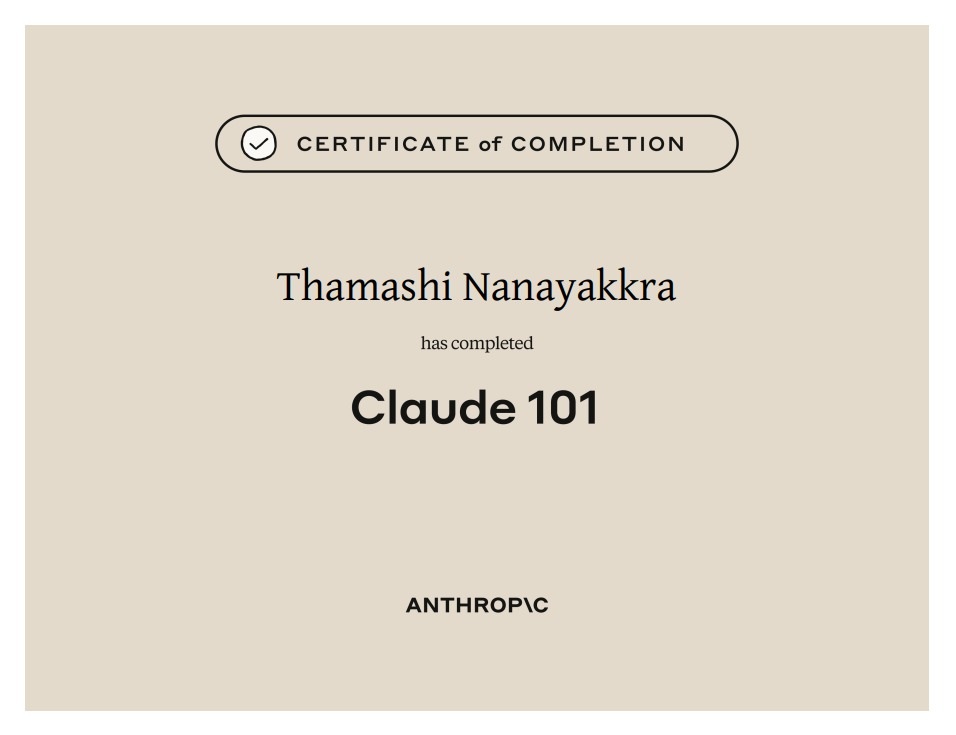 CERTIFICATE of COMPLETION
Thamashi Nanayakkra
has completed
Claude 101
ANTHROP\C